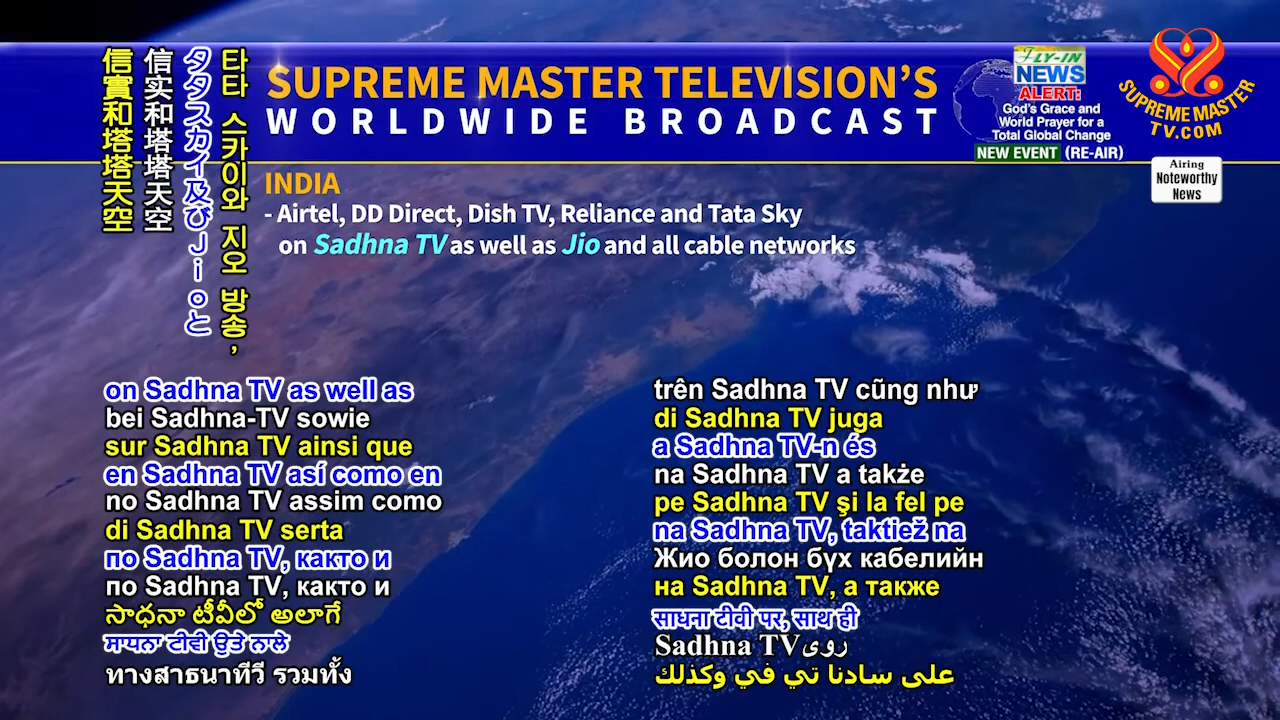 信實和塔塔天空
信实和塔塔天空
タタスカイ及びJioと
타타 스카이와 지오 방송,
SUPREME MASTER TELEVISION'S
WORLDWIDE BROADCAST
FLY-IN
NEWS
ALERT:
God's Grace and
World Prayer for a
Total Global Change
NEW EVENT (RE-AIR)
SUPREME MASTER
TV.COM
Airing
Noteworthy
News
INDIA
- Airtel, DD Direct, Dish TV, Reliance and Tata Sky
on Sadhna TV as well as Jio and all cable networks
on Sadhna TV as well as
bei Sadhna-TV sowie
sur Sadhna TV ainsi que
en Sadhna TV así como en
no Sadhna TV assim como
di Sadhna TV serta
по Sadhna TV, както и
по Sadhna TV, както и
సాధనా టీవీలో అలాగే
ਸਾਧਨਾ ਟੀਵੀ ਉਤੇ ਨਾਲੇ
ทางสาธนาทีวี รวมทั้ง
trên Sadhna TV cũng như
di Sadhna TV juga
a Sadhna TV-n és
na Sadhna TV a także
pe Sadhna TV şi la fel pe
na Sadhna TV, taktiež na
Жио болон бүх кабелийн
на Sadhna TV, а также
साधना टीवी पर, साथ ही
Sadhna TV روی
على سادنا تي في وكذلك